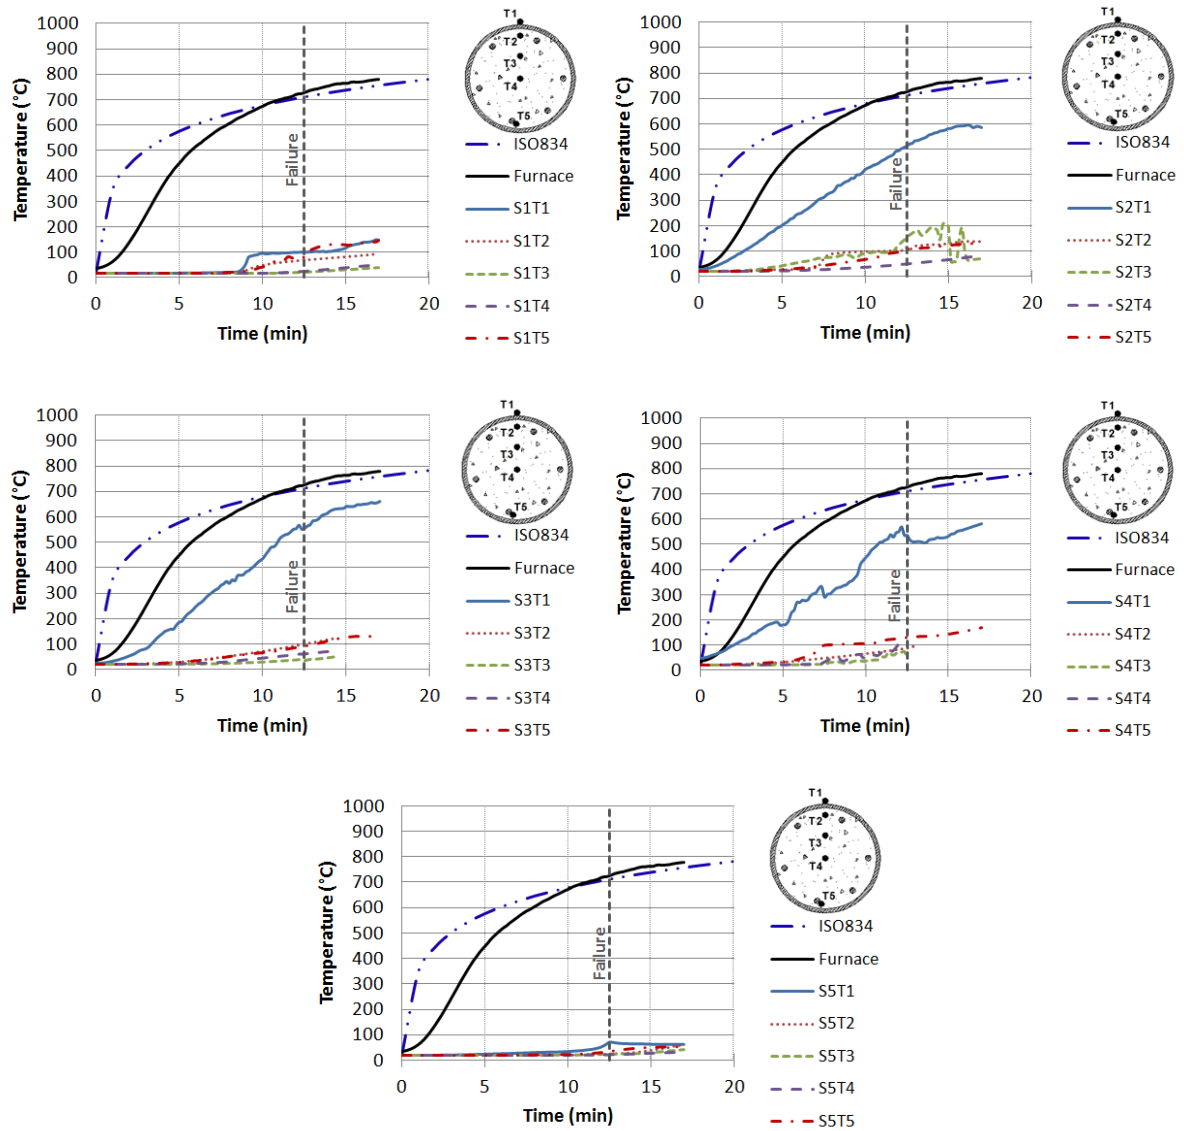 Temperature (°C)
1000
900
800
700
600
500
400
300
200
100
0
0 5 10 15 20
Time (min)
Failure
T1
T2
T3
T4
T5
ISO834
Furnace
S1T1
S1T2
S1T3
S1T4
S1T5
Temperature (°C)
1000
900
800
700
600
500
400
300
200
100
0
0 5 10 15 20
Time (min)
Failure
T1
T2
T3
T4
T5
ISO834
Furnace
S2T1
S2T2
S2T3
S2T4
S2T5
Temperature (°C)
1000
900
800
700
600
500
400
300
200
100
0
0 5 10 15 20
Time (min)
Failure
T1
T2
T3
T4
T5
ISO834
Furnace
S3T1
S3T2
S3T4
S3T3
S3T5
Temperature (°C)
1000
900
800
700
600
500
400
300
200
100
0
0 5 10 15 20
Time (min)
Failure
T1
T2
T3
T4
T5
ISO834
Furnace
S4T1
S4T2
S4T3
S4T4
S4T5
Temperature (°C)
1000
900
800
700
600
500
400
300
200
100
0
0 5 10 15 20
Time (min)
Failure
T1
T2
T3
T4
T5
ISO834
Furnace
S5T1
S5T2
S5T3
S5T4
S5T5